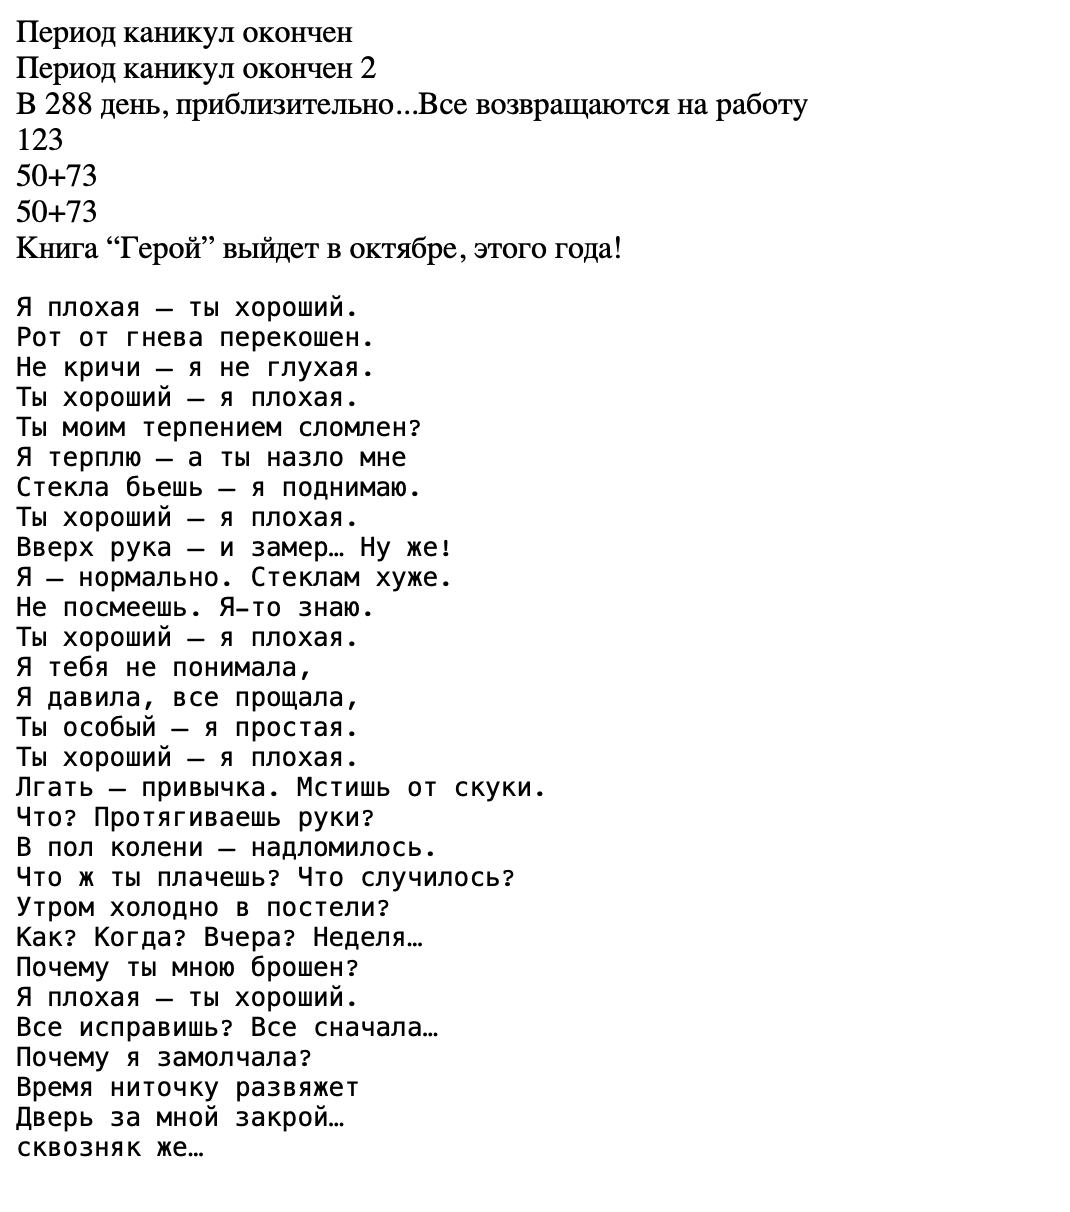 Период каникул окончен
Период каникул окончен 2
В 288 день, приблизительно...Все возвращаются на работу
123
50+73
50+73
Книга “Герой” выйдет в октябре, этого года!
Я плохая — ты хороший.
Рот от гнева перекошен.
Не кричи — я не глухая.
Ты хороший — я плохая.
Ты моим терпением сломлен?
Я терплю — а ты назло мне
Стекла бьешь — я поднимаю.
Ты хороший — я плохая.
Вверх рука — и замер… Ну же!
Я — нормально. Стеклам хуже.
Не посмеешь. Я–то знаю.
Ты хороший — я плохая.
Я тебя не понимала,
Я давила, все прощала,
Ты особый — я простая.
Ты хороший — я плохая.
Лгать — привычка. Мстишь от скуки.
Что? Протягиваешь руки?
В пол колени — надломилось.
Что ж ты плачешь? Что случилось?
Утром холодно в постели?
Как? Когда? Вчера? Неделя…
Почему ты мною брошен?
Я плохая — ты хороший.
Все исправишь? Все сначала…
Почему я замолчала?
Время ниточку развяжет
Дверь за мной закрой…
сквозняк же…